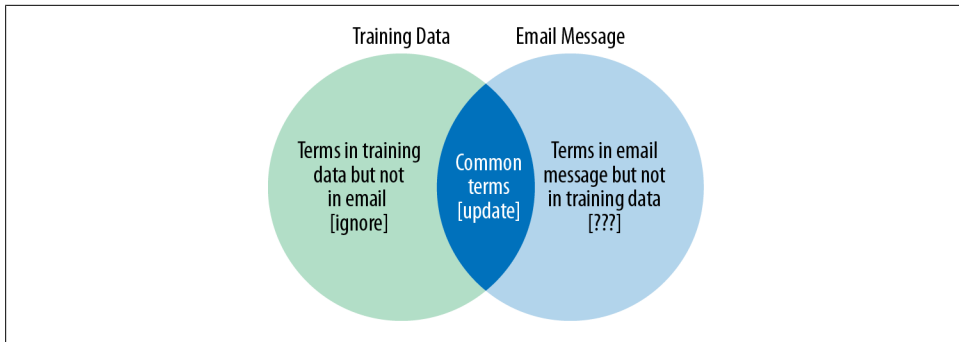 Training Data
Email Message
Terms in training
data but not
in email
[ignore]
Common
terms
[update]
Terms in email
message but not
in training data
[???]